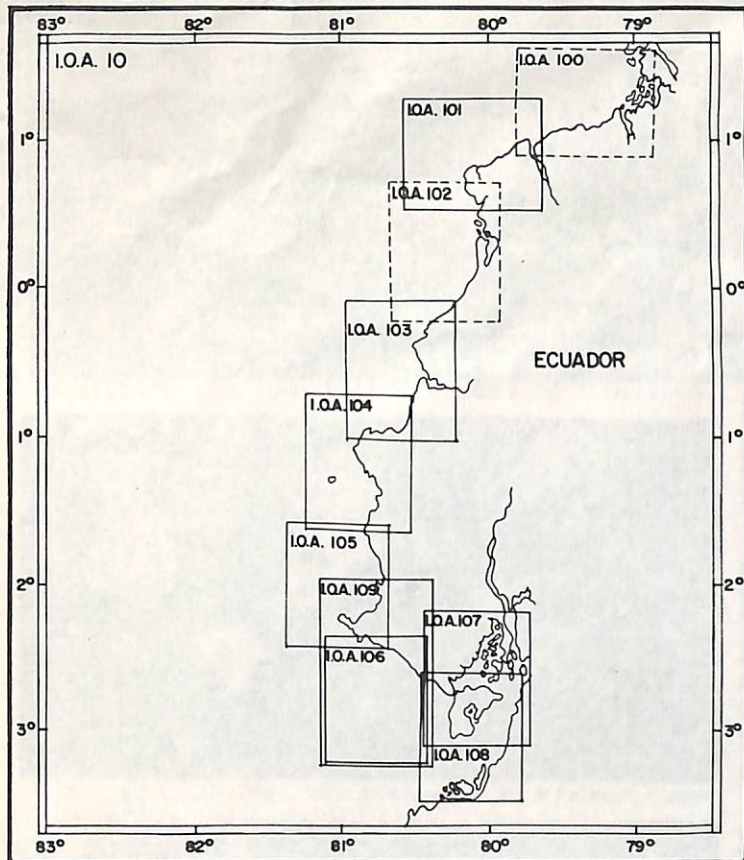 83° 82° 81° 80° 79°
I.O.A. 10
I.O.A. 100
I.O.A. 101
1° 1°
I.O.A. 102
0° 0°
I.O.A. 103
ECUADOR
I.O.A. 104
1° 1°
I.O.A. 105
2° 2°
I.O.A. 109
I.O.A. 107
I.O.A. 106
3° 3°
I.O.A. 108
83° 82° 81° 80° 79°